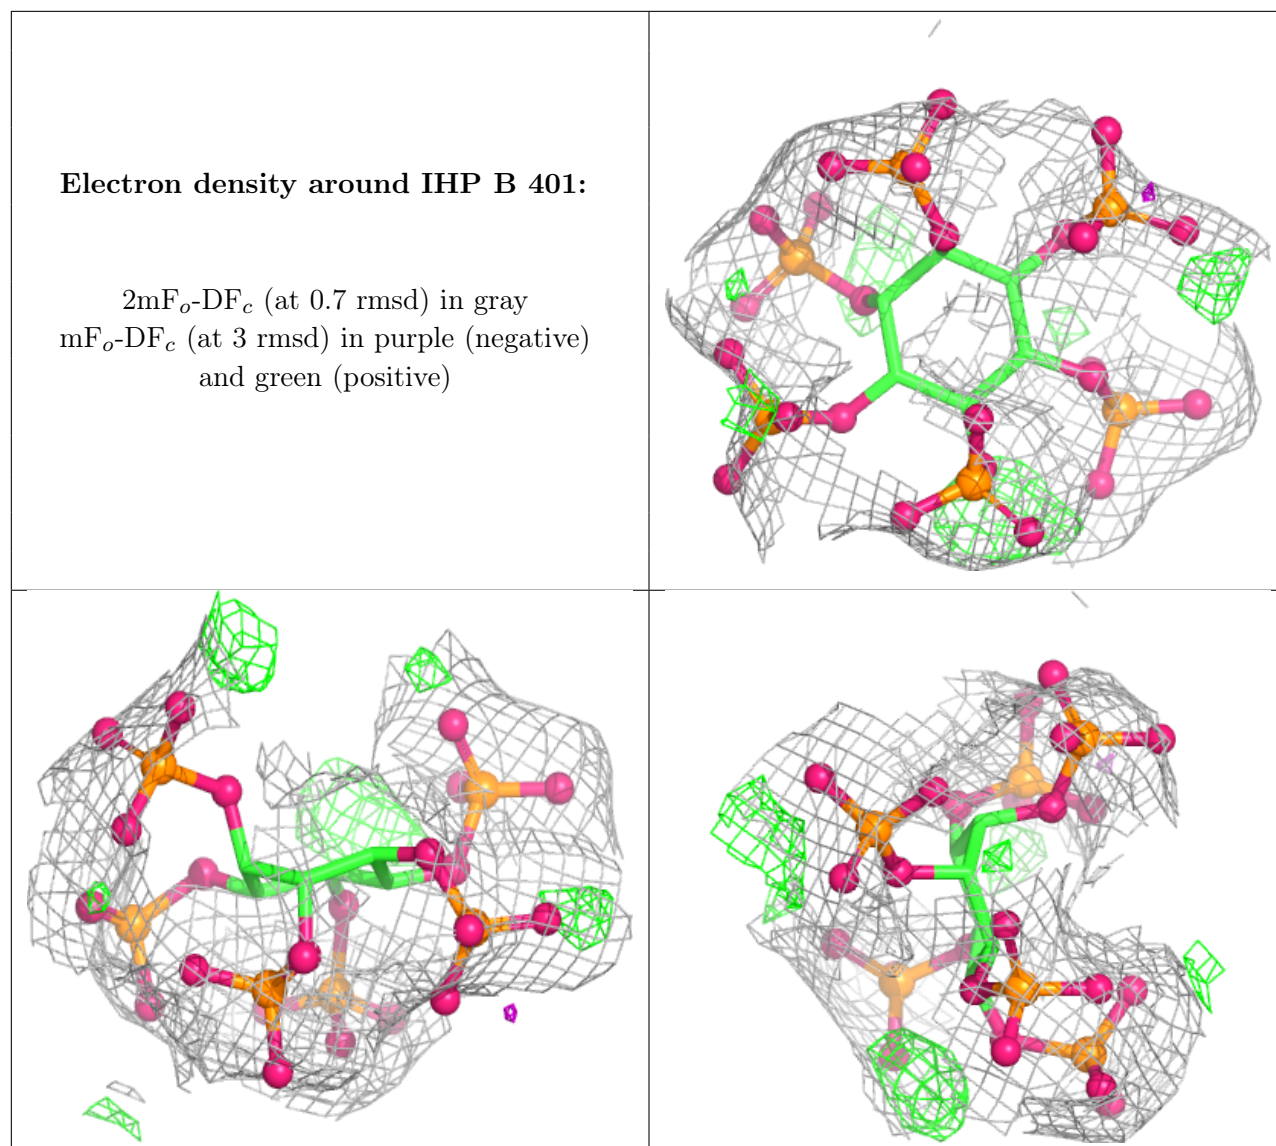 Electron density around IHP B 401:
2mFₒ-DF𝒸 (at 0.7 rmsd) in gray
mFₒ-DF𝒸 (at 3 rmsd) in purple (negative)
and green (positive)